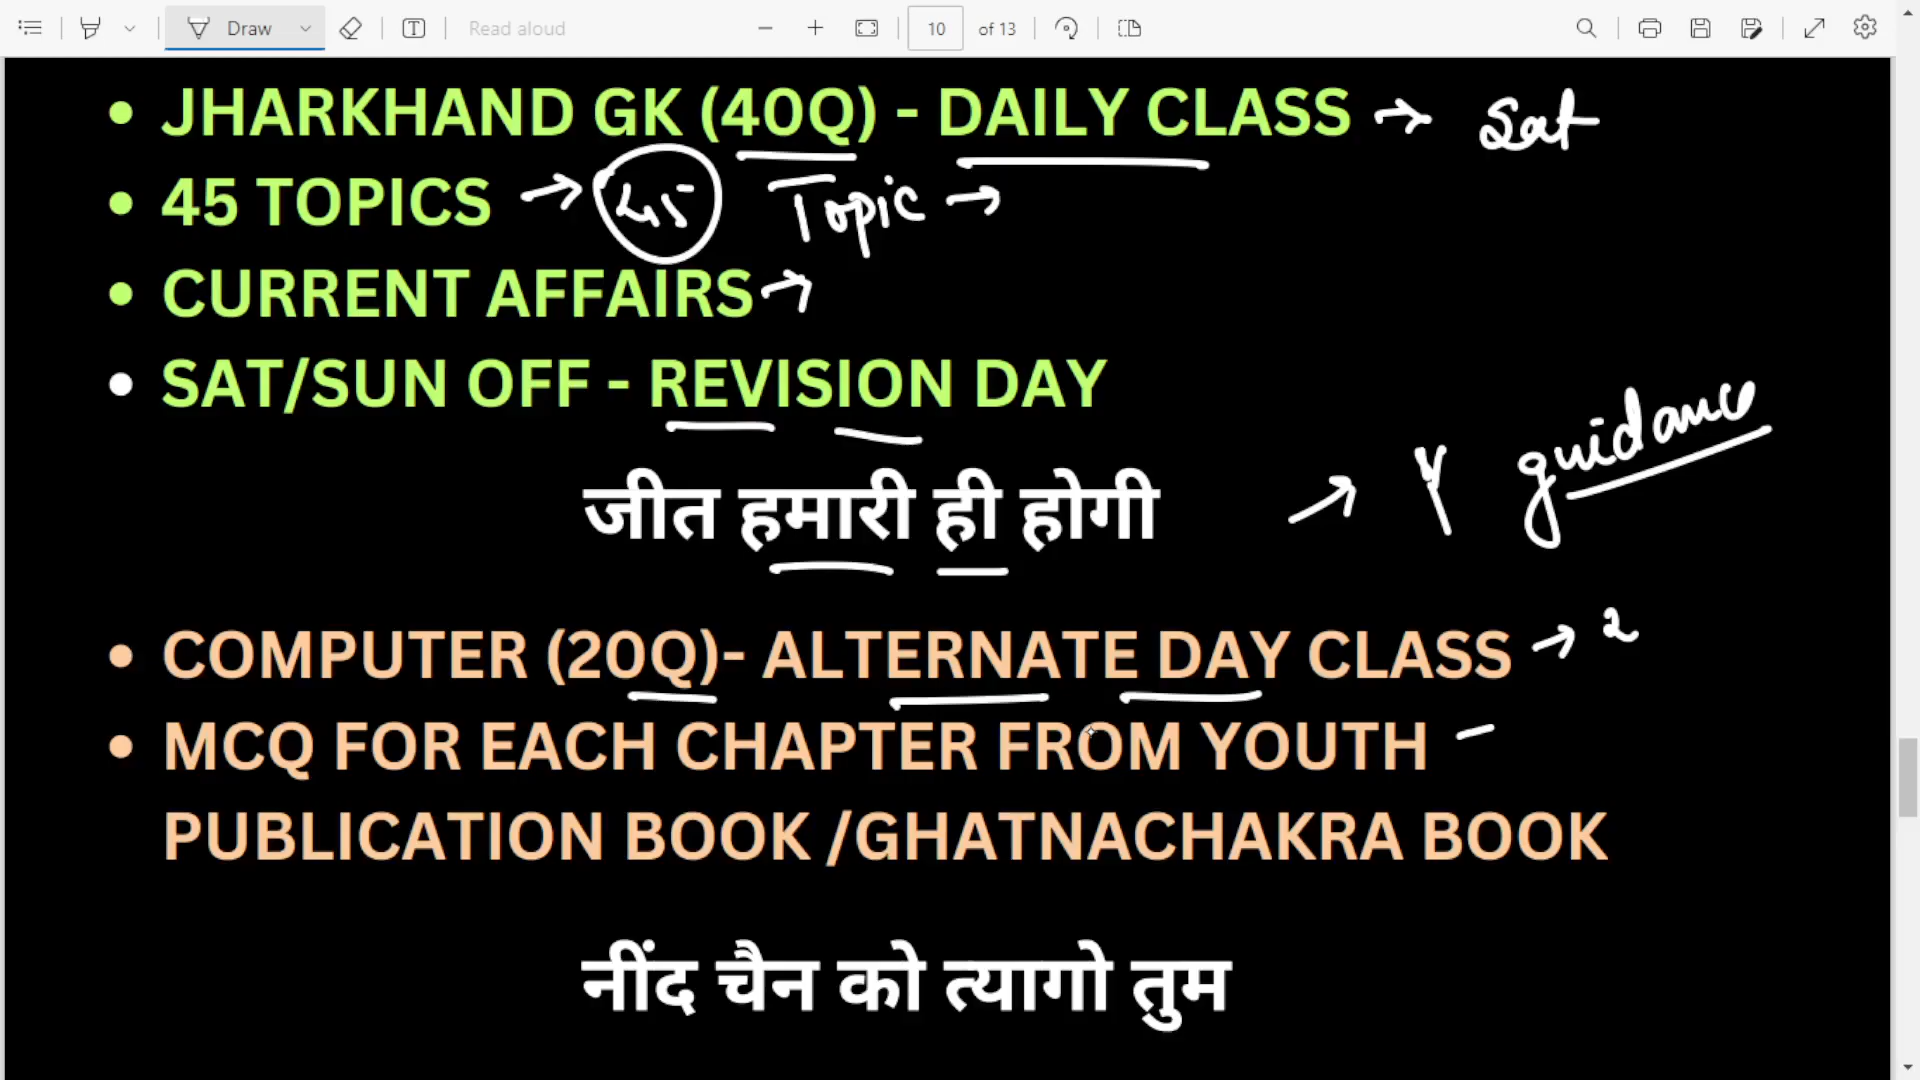 Draw Read aloud 10 of 13
• JHARKHAND GK (40Q) - DAILY CLASS → Sat
• 45 TOPICS → 45 Topic →
• CURRENT AFFAIRS →
• SAT/SUN OFF - REVISION DAY
जीत हमारी ही होगी → guidance
• COMPUTER (20Q)- ALTERNATE DAY CLASS → 2
• MCQ FOR EACH CHAPTER FROM YOUTH
PUBLICATION BOOK /GHATNACHAKRA BOOK
नींद चैन को त्यागो तुम